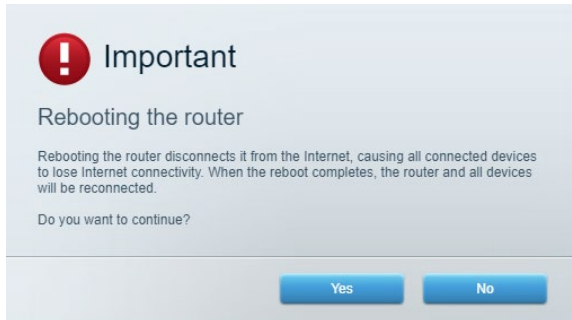 Important
Rebooting the router
Rebooting the router disconnects it from the Internet, causing all connected devices
to lose Internet connectivity. When the reboot completes, the router and all devices
will be reconnected.
Do you want to continue?
Yes No